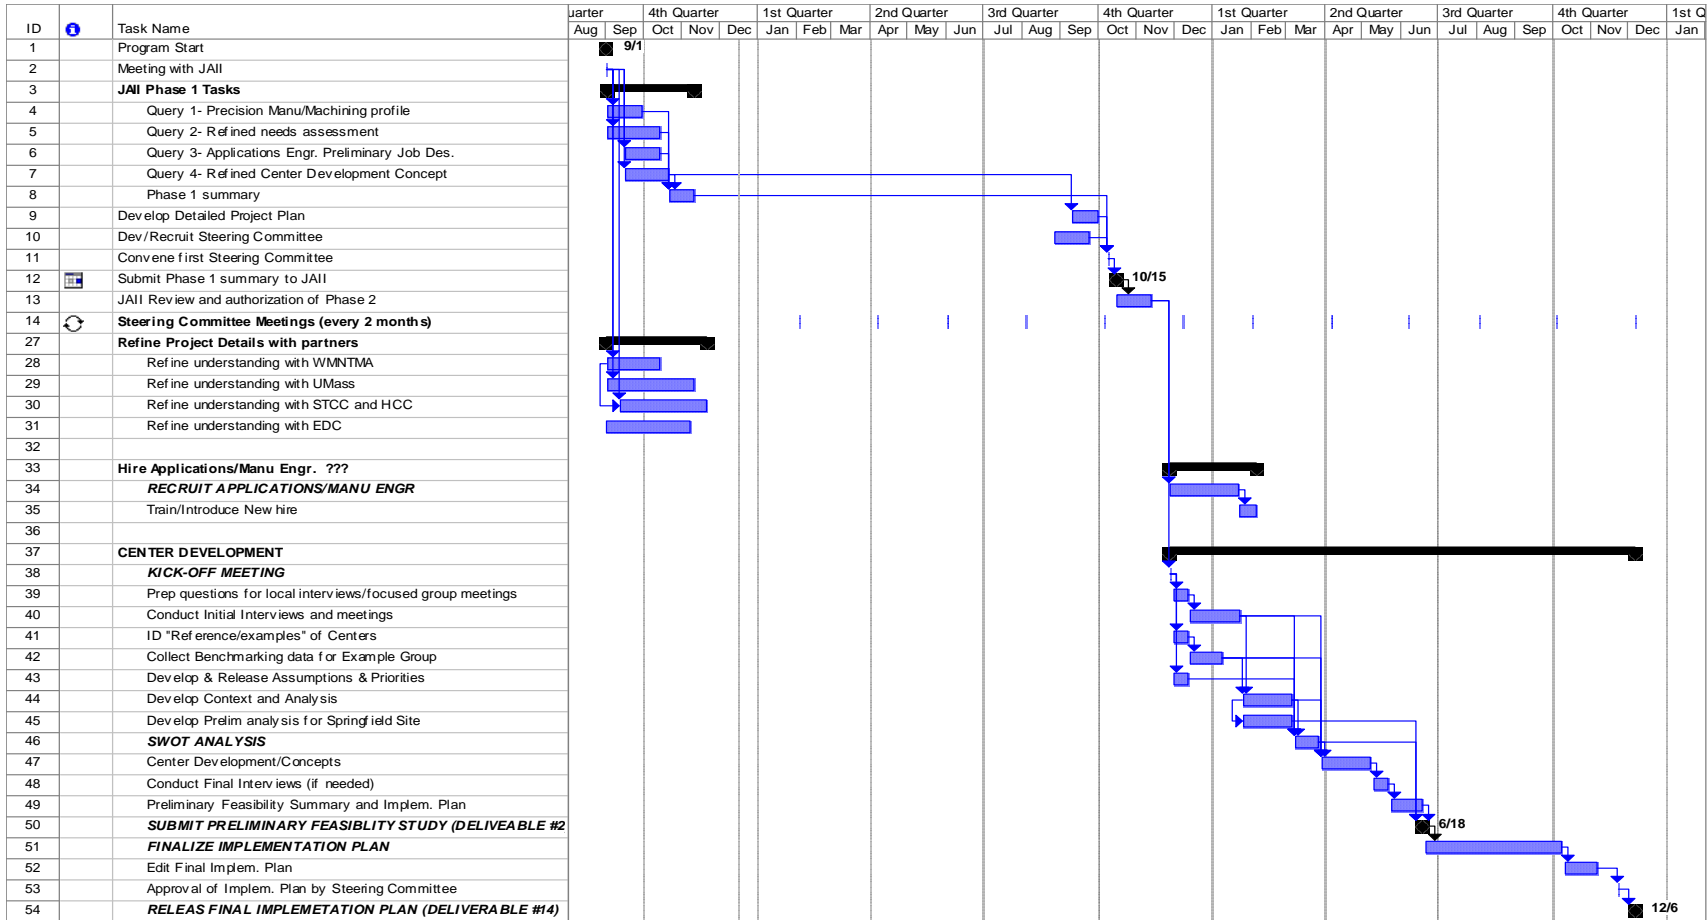 uarter 4th Quarter 1st Quarter 2nd Quarter 3rd Quarter 4th Quarter 1st Quarter 2nd Quarter 3rd Quarter 4th Quarter 1st Q
ID Task Name Aug Sep Oct Nov Dec Jan Feb Mar Apr May Jun Jul Aug Sep Oct Nov Dec Jan Feb Mar Apr May Jun Jul Aug Sep Oct Nov Dec Jan
1 Program Start 9/1
2 Meeting with JAII
3 JAII Phase 1 Tasks
4 Query 1- Precision Manu/Machining profile
5 Query 2- Refined needs assessment
6 Query 3- Applications Engr. Preliminary Job Des.
7 Query 4- Refined Center Development Concept
8 Phase 1 summary
9 Develop Detailed Project Plan
10 Dev/Recruit Steering Committee
11 Convene first Steering Committee
12 Submit Phase 1 summary to JAII 10/15
13 JAII Review and authorization of Phase 2
14 Steering Committee Meetings (every 2 months)
27 Refine Project Details with partners
28 Refine understanding with WMNTMA
29 Refine understanding with UMass
30 Refine understanding with STCC and HCC
31 Refine understanding with EDC
32
33 Hire Applications/Manu Engr. ???
34 RECRUIT APPLICATIONS/MANU ENGR
35 Train/Introduce New hire
36
37 CENTER DEVELOPMENT
38 KICK-OFF MEETING
39 Prep questions for local interviews/focused group meetings
40 Conduct Initial Interviews and meetings
41 ID "Reference/examples" of Centers
42 Collect Benchmarking data for Example Group
43 Develop & Release Assumptions & Priorities
44 Develop Context and Analysis
45 Develop Prelim analysis for Springfield Site
46 SWOT ANALYSIS
47 Center Development/Concepts
48 Conduct Final Interviews (if needed)
49 Preliminary Feasibility Summary and Implem. Plan
50 SUBMIT PRELIMINARY FEASIBLITY STUDY (DELIVEABLE #2 6/18
51 FINALIZE IMPLEMENTATION PLAN
52 Edit Final Implem. Plan
53 Approval of Implem. Plan by Steering Committee
54 RELEAS FINAL IMPLEMETATION PLAN (DELIVERABLE #14) 12/6